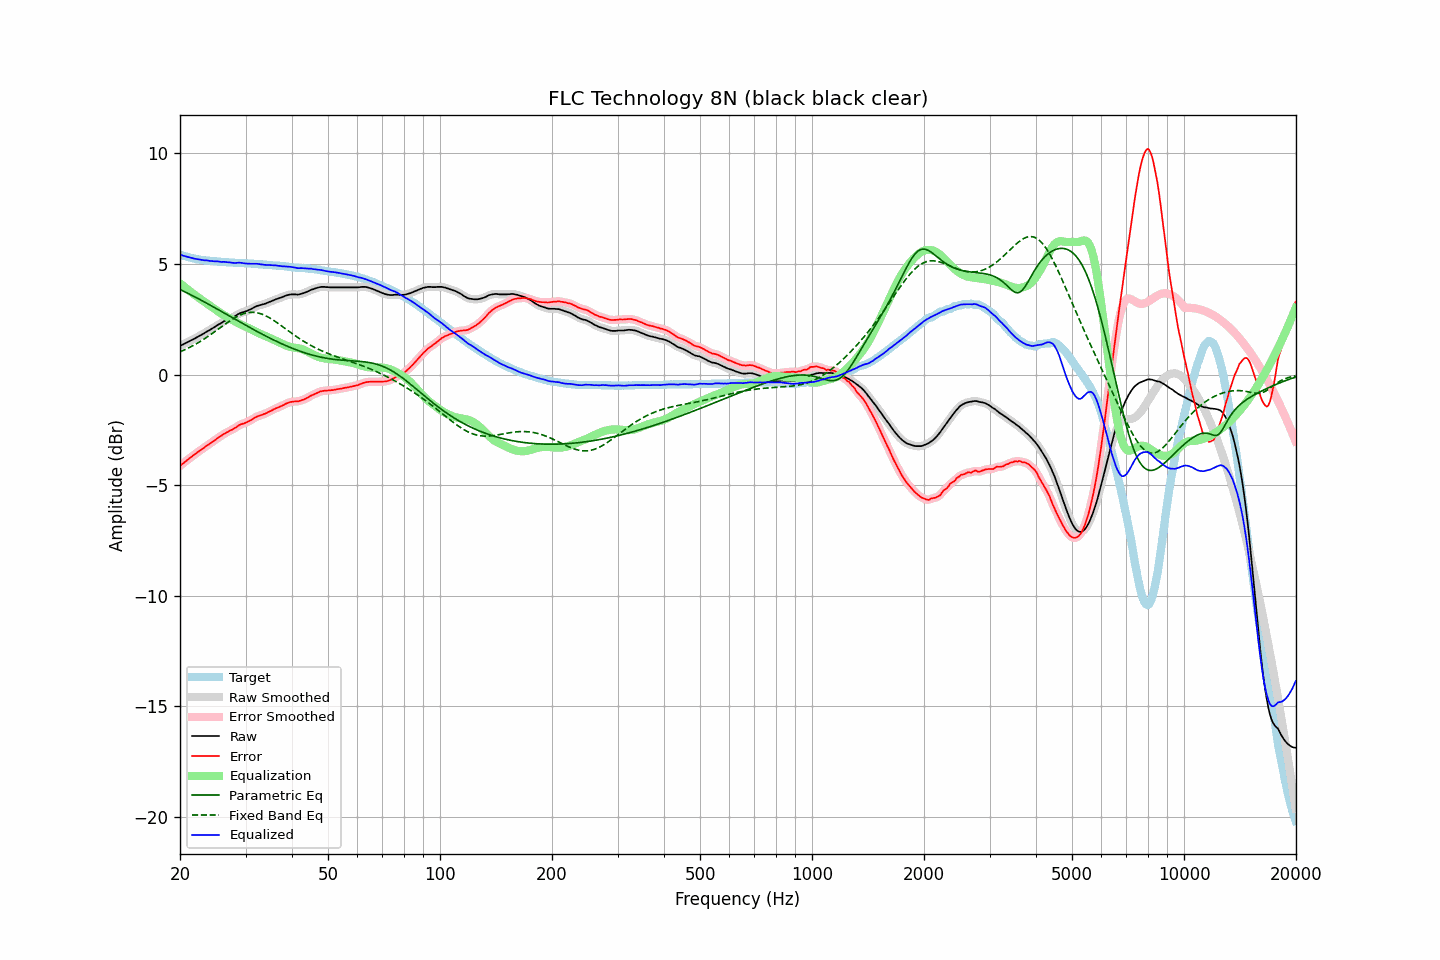 FLC Technology 8N (black black clear)
Amplitude (dBr)
10
5
0
−5
−10
−15
−20
Target
Raw Smoothed
Error Smoothed
Raw
Error
Equalization
Parametric Eq
Fixed Band Eq
Equalized
20 50 100 200 500 1000 2000 5000 10000 20000
Frequency (Hz)